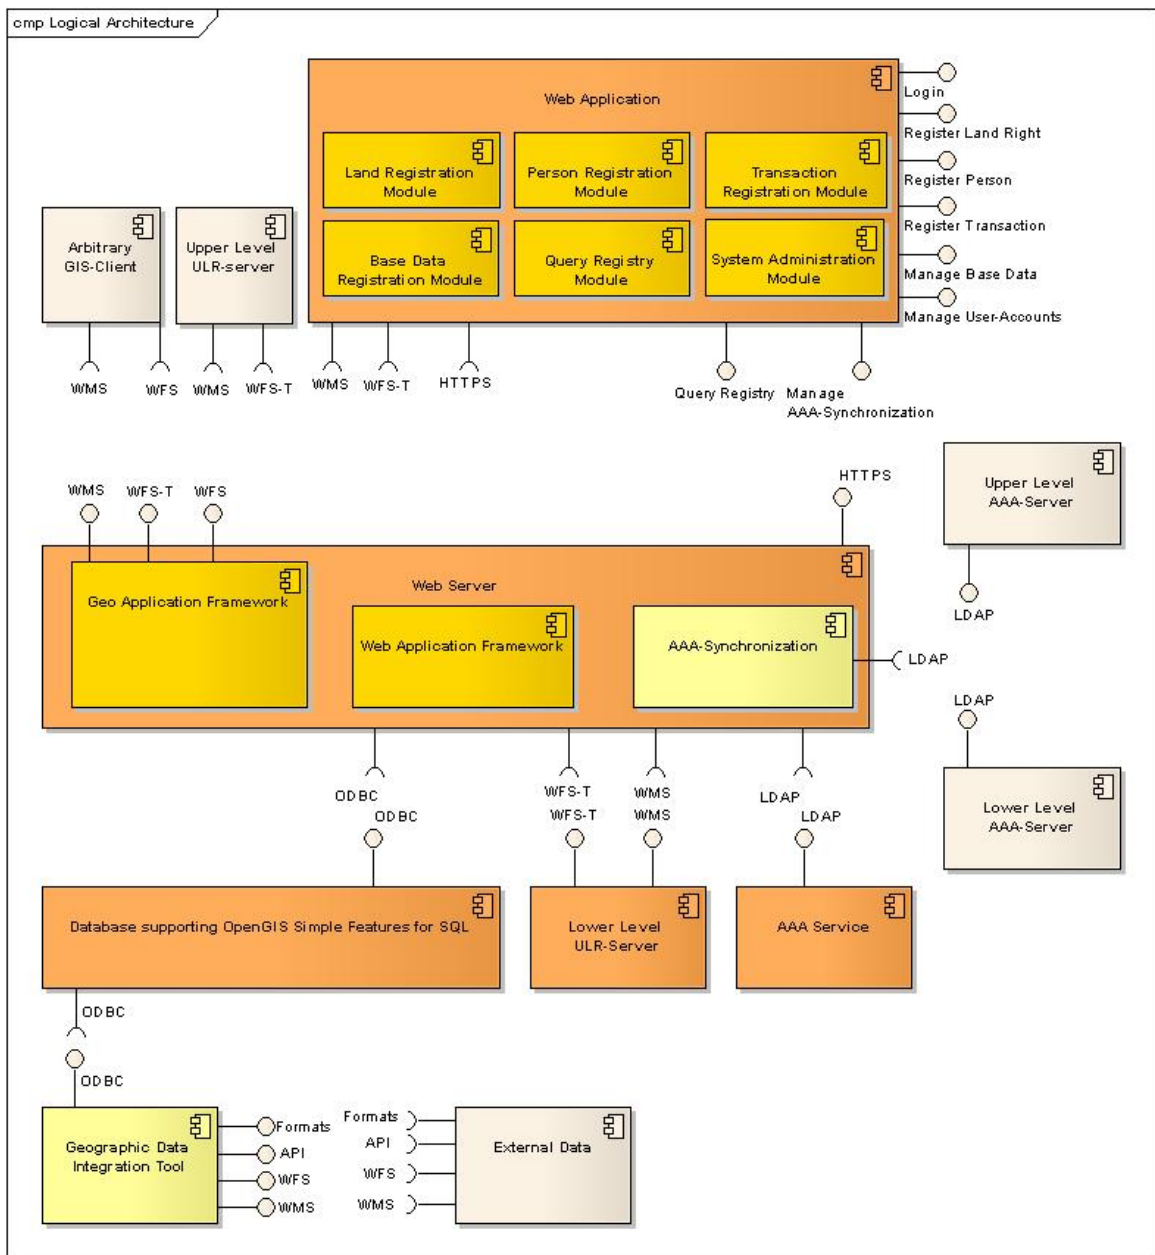 cmp Logical Architecture
Web Application
Land Registration
Module
Person Registration
Module
Transaction
Registration Module
Base Data
Registration Module
Query Registry
Module
System Administration
Module
Login
Register Land Right
Register Person
Register Transaction
Manage Base Data
Manage User-Accounts
Arbitrary
GIS-Client
Upper Level
ULR-server
WMS
WFS
WMS
WFS-T
WMS
WFS-T
HTTPS
Query Registry
Manage
AAA-Synchronization
Upper Level
AAA-Server
LDAP
WMS
WFS-T
WFS
HTTPS
Web Server
Geo Application Framework
Web Application Framework
AAA-Synchronization
LDAP
LDAP
Lower Level
AAA-Server
ODBC
WFS-T
WMS
LDAP
ODBC
WFS-T
WMS
LDAP
Database supporting OpenGIS Simple Features for SQL
Lower Level
ULR-Server
AAA Service
ODBC
ODBC
Geographic Data
Integration Tool
Formats
API
WFS
WMS
Formats
API
WFS
WMS
External Data